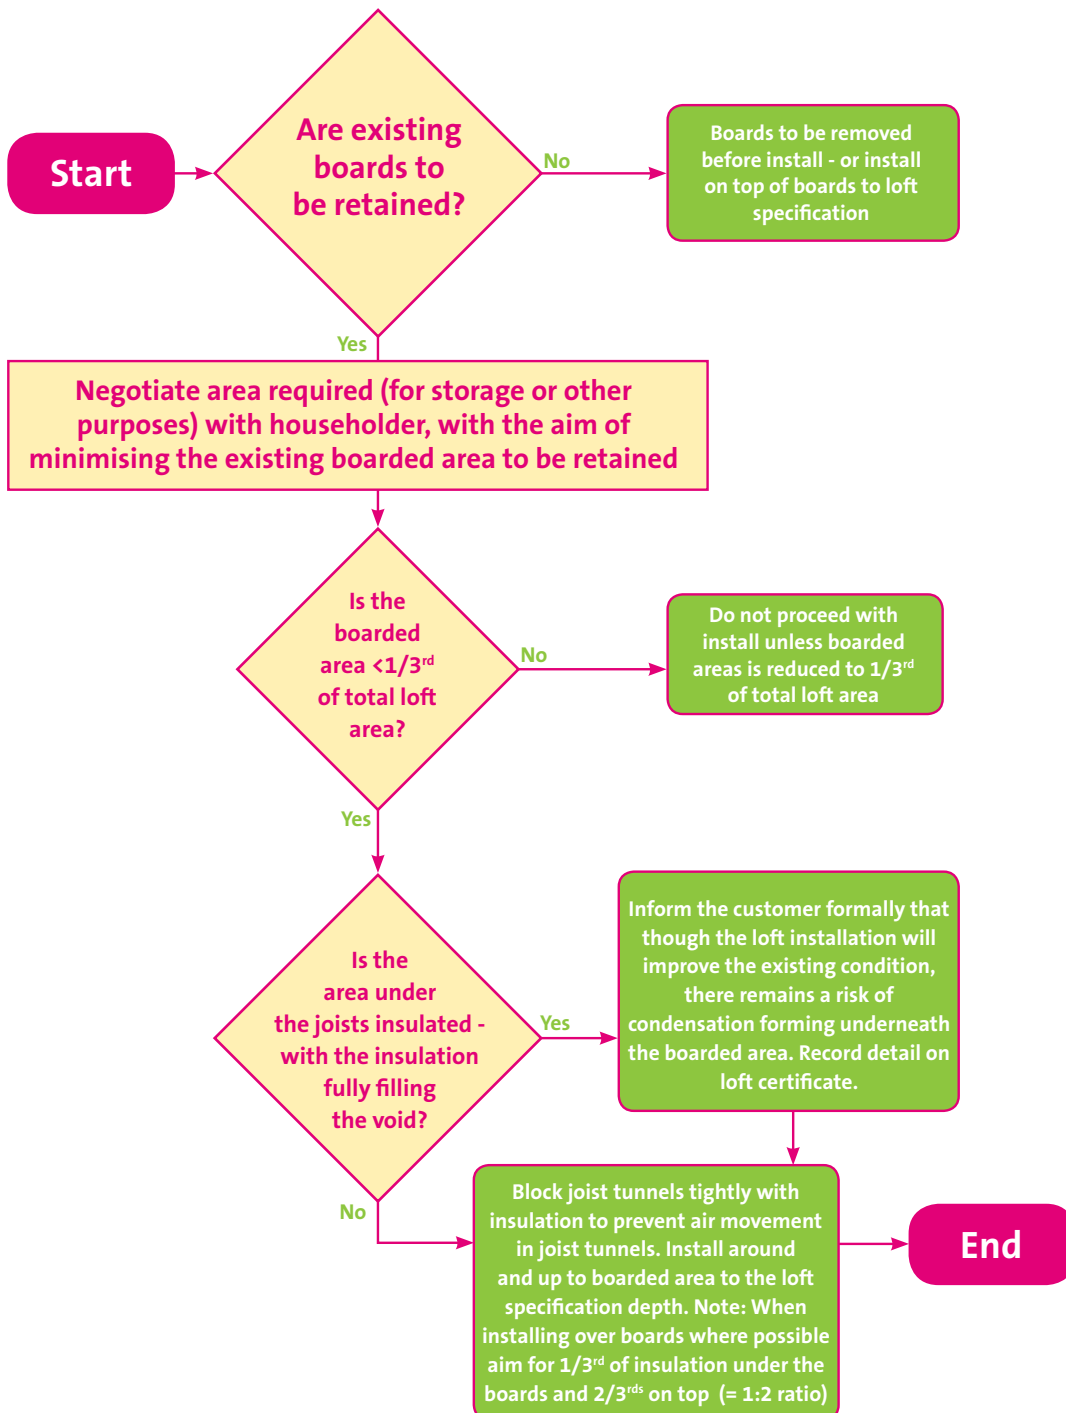 Start
Are existing
boards to
be retained?
No
Boards to be removed
before install - or install
on top of boards to loft
specification
Yes
Negotiate area required (for storage or other
purposes) with householder, with the aim of
minimising the existing boarded area to be retained
Is the
boarded
area <1/3rd
of total loft
area?
No
Do not proceed with
install unless boarded
areas is reduced to 1/3rd
of total loft area
Yes
Is the
area under
the joists insulated -
with the insulation
fully filling
the void?
Yes
Inform the customer formally that
though the loft installation will
improve the existing condition,
there remains a risk of
condensation forming underneath
the boarded area. Record detail on
loft certificate.
No
Block joist tunnels tightly with
insulation to prevent air movement
in joist tunnels. Install around
and up to boarded area to the loft
specification depth. Note: When
installing over boards where possible
aim for 1/3rd of insulation under the
boards and 2/3rds on top (= 1:2 ratio)
End